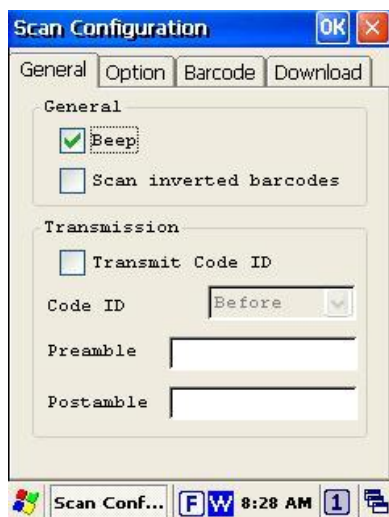 Scan Configuration OK
General Option Barcode Download
General
Beep
Scan inverted barcodes
Transmission
Transmit Code ID
Code ID Before
Preamble
Postamble
Scan Conf... F W 8:28 AM 1